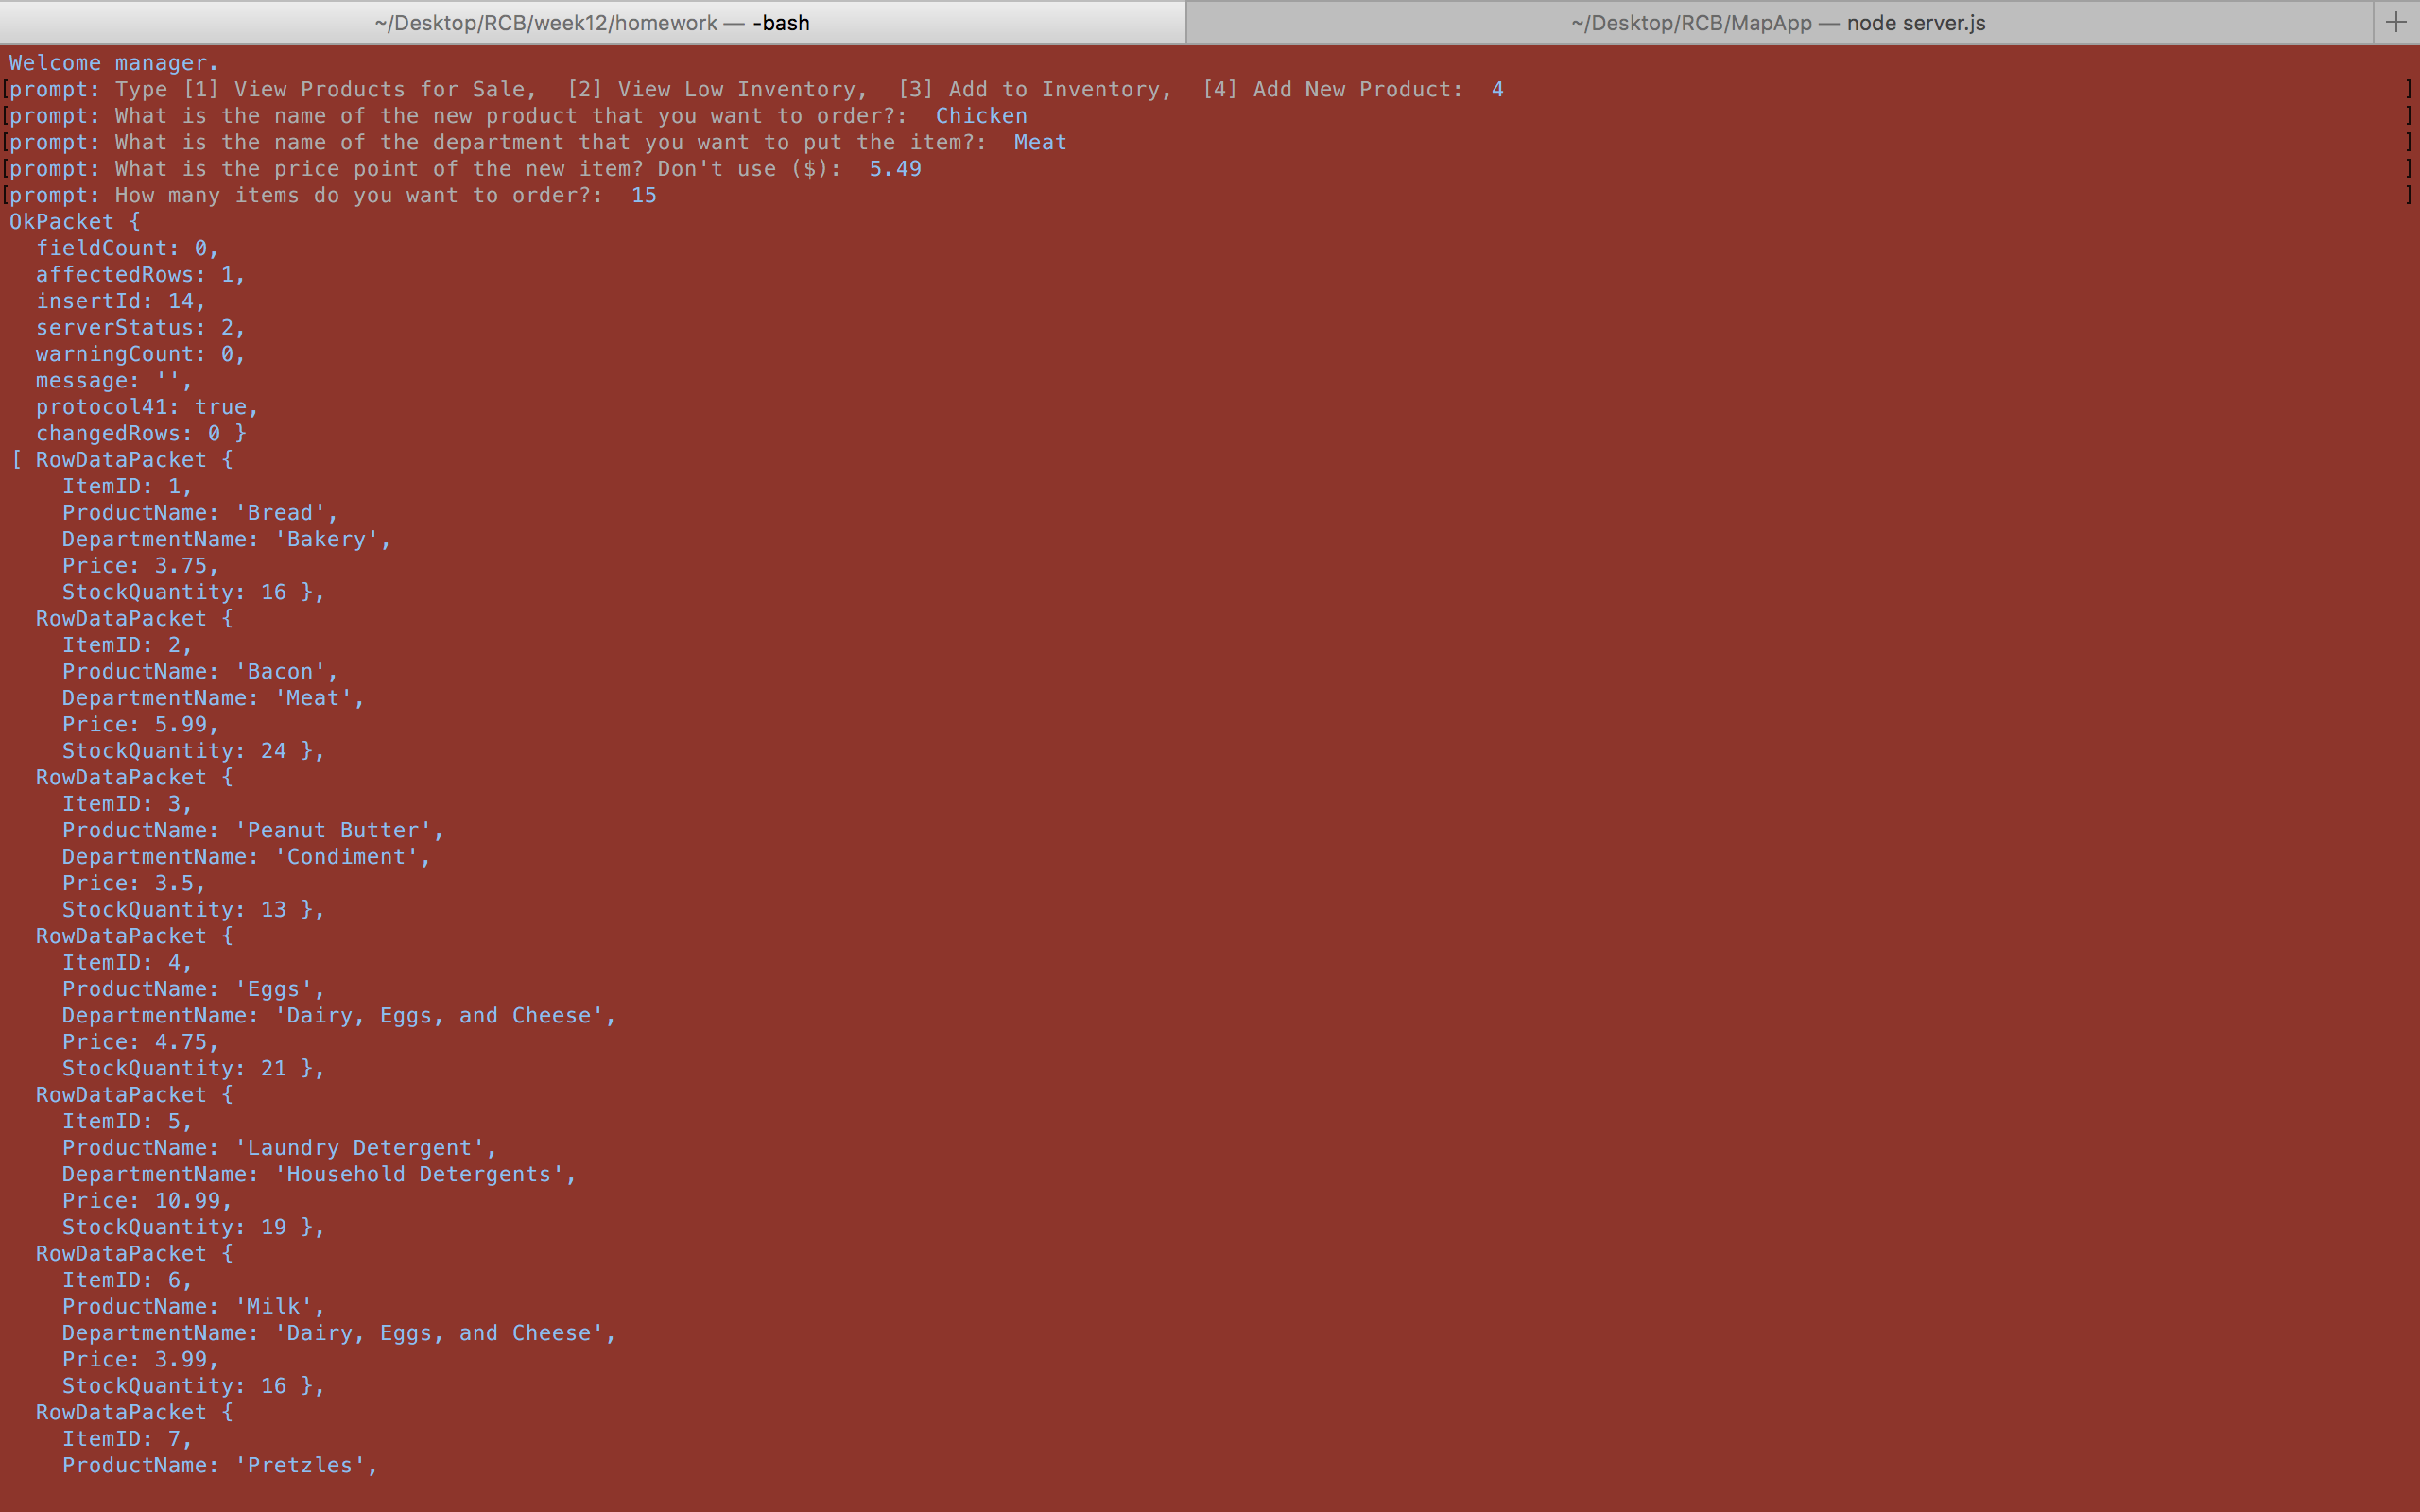 ~/Desktop/RCB/week12/homework — -bash
~/Desktop/RCB/MapApp — node server.js
+
Welcome manager.
[prompt: Type [1] View Products for Sale,  [2] View Low Inventory,  [3] Add to Inventory,  [4] Add New Product:  4 ]
[prompt: What is the name of the new product that you want to order?:  Chicken ]
[prompt: What is the name of the department that you want to put the item?:  Meat ]
[prompt: What is the price point of the new item? Don't use ($):  5.49 ]
[prompt: How many items do you want to order?:  15 ]
OkPacket {
  fieldCount: 0,
  affectedRows: 1,
  insertId: 14,
  serverStatus: 2,
  warningCount: 0,
  message: '',
  protocol41: true,
  changedRows: 0 }
[ RowDataPacket {
    ItemID: 1,
    ProductName: 'Bread',
    DepartmentName: 'Bakery',
    Price: 3.75,
    StockQuantity: 16 },
  RowDataPacket {
    ItemID: 2,
    ProductName: 'Bacon',
    DepartmentName: 'Meat',
    Price: 5.99,
    StockQuantity: 24 },
  RowDataPacket {
    ItemID: 3,
    ProductName: 'Peanut Butter',
    DepartmentName: 'Condiment',
    Price: 3.5,
    StockQuantity: 13 },
  RowDataPacket {
    ItemID: 4,
    ProductName: 'Eggs',
    DepartmentName: 'Dairy, Eggs, and Cheese',
    Price: 4.75,
    StockQuantity: 21 },
  RowDataPacket {
    ItemID: 5,
    ProductName: 'Laundry Detergent',
    DepartmentName: 'Household Detergents',
    Price: 10.99,
    StockQuantity: 19 },
  RowDataPacket {
    ItemID: 6,
    ProductName: 'Milk',
    DepartmentName: 'Dairy, Eggs, and Cheese',
    Price: 3.99,
    StockQuantity: 16 },
  RowDataPacket {
    ItemID: 7,
    ProductName: 'Pretzles',